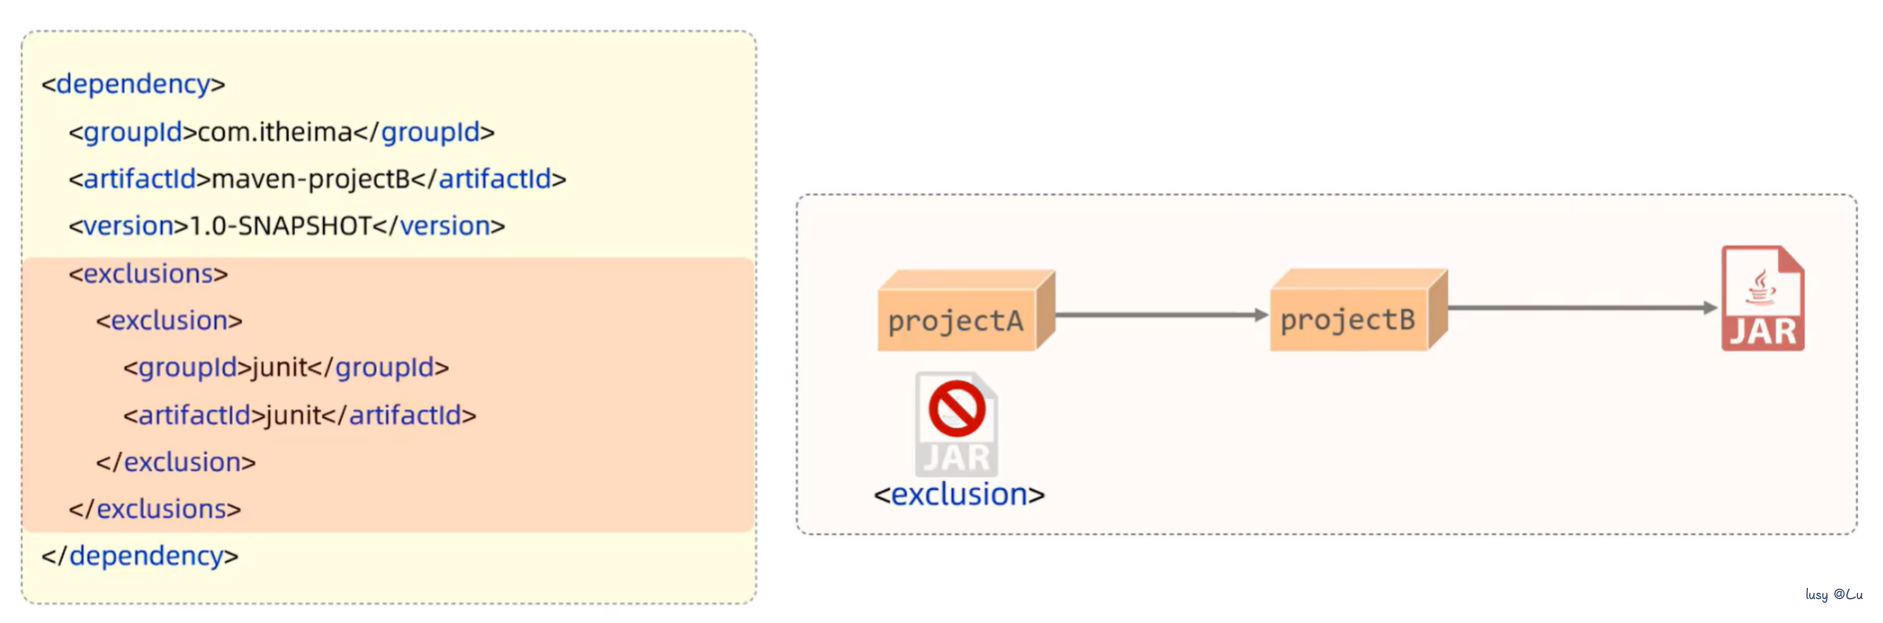 <dependency>
<groupId>com.itheima</groupId>
<artifactId>maven-projectB</artifactId>
<version>1.0-SNAPSHOT</version>
<exclusions>
<exclusion>
<groupId>junit</groupId>
<artifactId>junit</artifactId>
</exclusion>
</exclusions>
</dependency>
projectA
projectB
JAR
JAR
<exclusion>
lusy @Lu